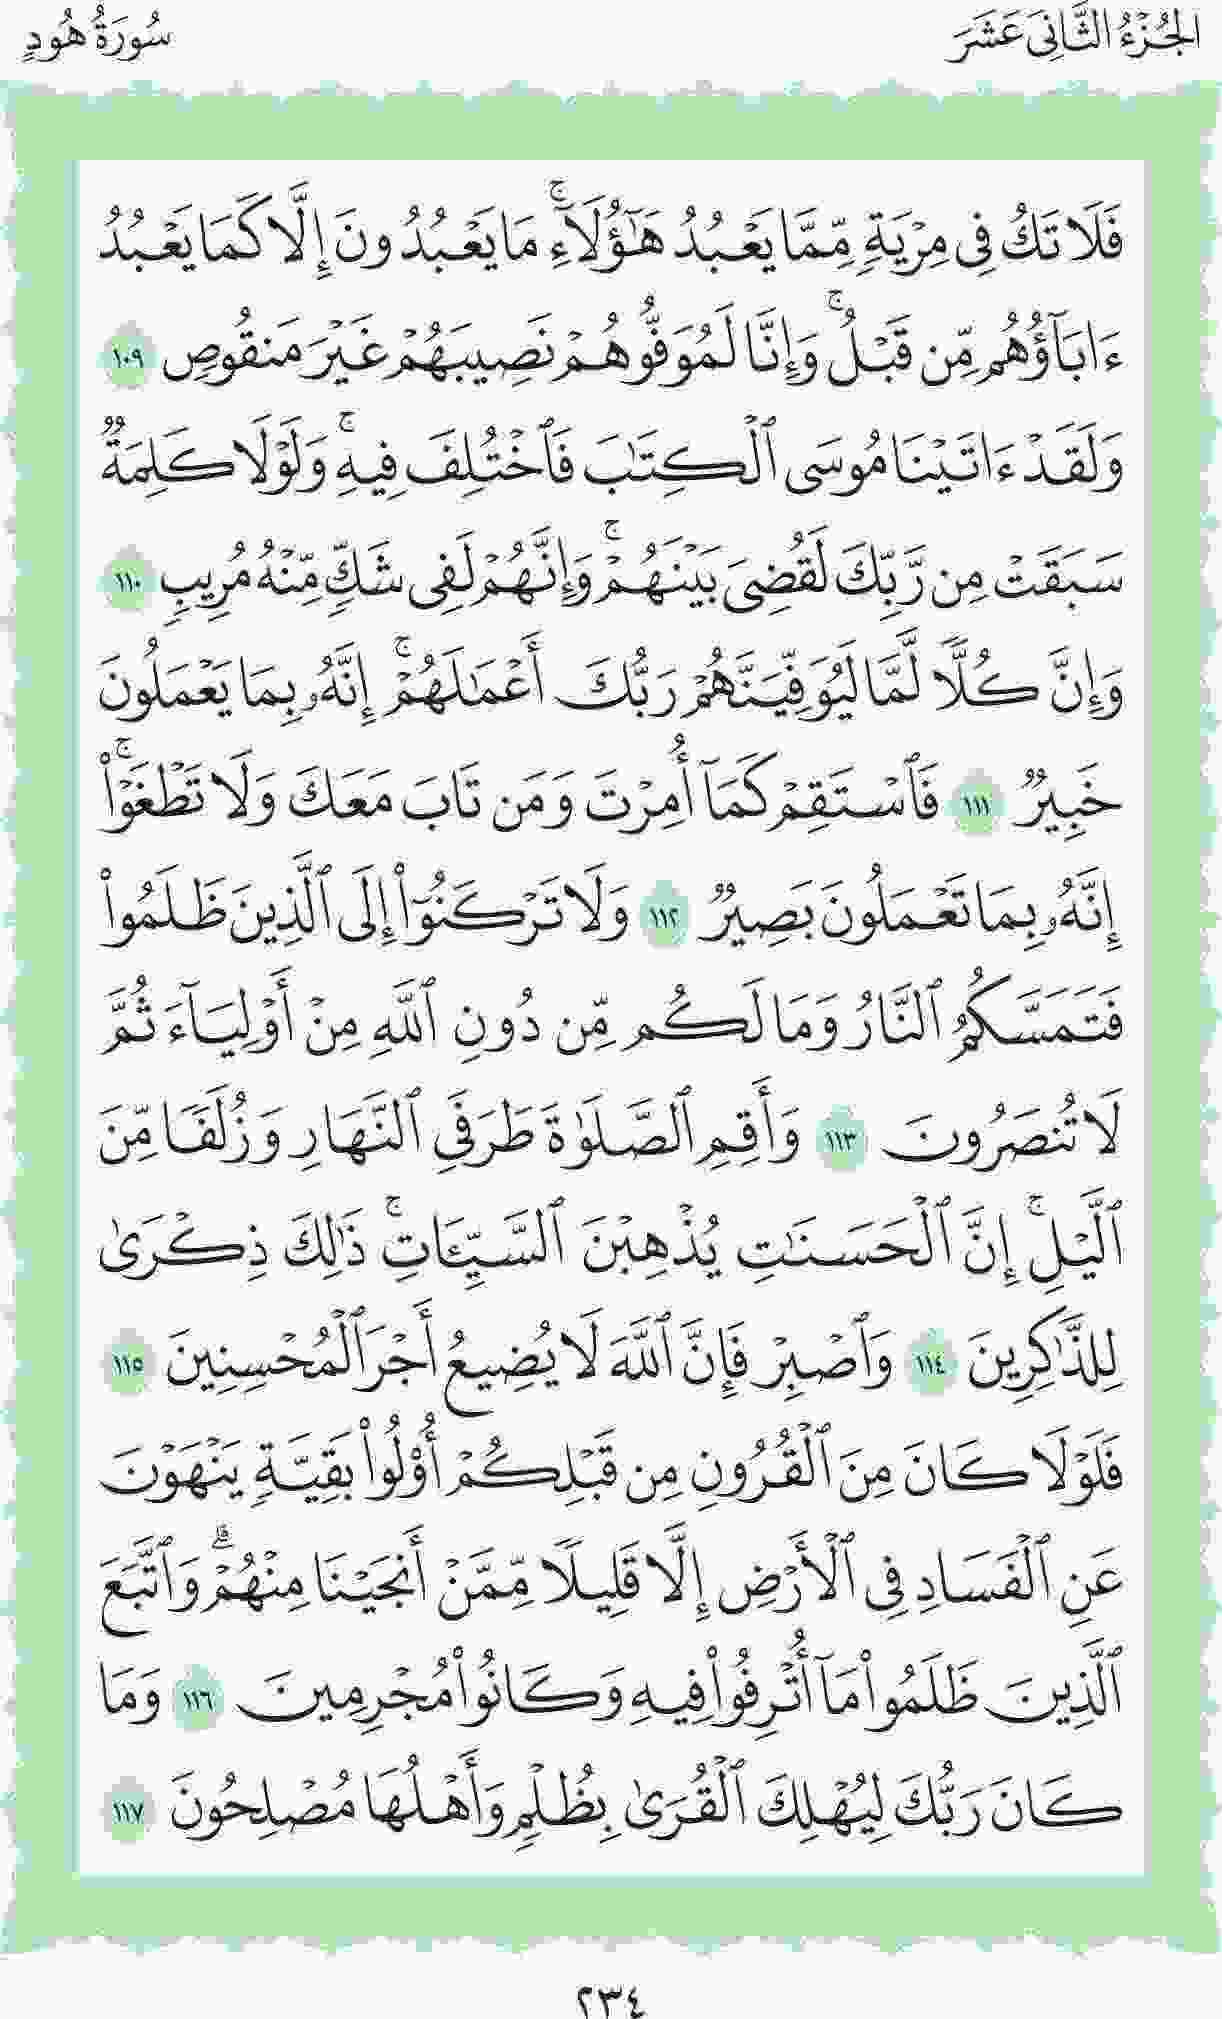 الجُزْءُ الثَّانِيَ عَشَرَ
سُورَةُ هُودٍ
فَلَا تَكُ فِى مِرْيَةٍ مِّمَّا يَعْبُدُ هَٰٓؤُلَآءِ ۚ مَا يَعْبُدُونَ إِلَّا كَمَا يَعْبُدُ
ءَابَآؤُهُم مِّن قَبْلُ ۚ وَإِنَّا لَمُوَفُّوهُمْ نَصِيبَهُمْ غَيْرَ مَنقُوصٍ ١٠٩
وَلَقَدْ ءَاتَيْنَا مُوسَى ٱلْكِتَٰبَ فَٱخْتُلِفَ فِيهِ ۚ وَلَوْلَا كَلِمَةٌ
سَبَقَتْ مِن رَّبِّكَ لَقُضِىَ بَيْنَهُمْ ۚ وَإِنَّهُمْ لَفِى شَكٍّ مِّنْهُ مُرِيبٍ ١١٠
وَإِنَّ كُلًّا لَّمَّا لَيُوَفِّيَنَّهُمْ رَبُّكَ أَعْمَٰلَهُمْ ۚ إِنَّهُۥ بِمَا يَعْمَلُونَ
خَبِيرٌ ١١١ فَٱسْتَقِمْ كَمَآ أُمِرْتَ وَمَن تَابَ مَعَكَ وَلَا تَطْغَوْا۟ ۚ
إِنَّهُۥ بِمَا تَعْمَلُونَ بَصِيرٌ ١١٢ وَلَا تَرْكَنُوٓا۟ إِلَى ٱلَّذِينَ ظَلَمُوا۟
فَتَمَسَّكُمُ ٱلنَّارُ وَمَا لَكُم مِّن دُونِ ٱللَّهِ مِنْ أَوْلِيَآءَ ثُمَّ
لَا تُنصَرُونَ ١١٣ وَأَقِمِ ٱلصَّلَوٰةَ طَرَفَىِ ٱلنَّهَارِ وَزُلَفًا مِّنَ
ٱلَّيْلِ ۚ إِنَّ ٱلْحَسَنَٰتِ يُذْهِبْنَ ٱلسَّيِّـَٔاتِ ۚ ذَٰلِكَ ذِكْرَىٰ
لِلذَّٰكِرِينَ ١١٤ وَٱصْبِرْ فَإِنَّ ٱللَّهَ لَا يُضِيعُ أَجْرَ ٱلْمُحْسِنِينَ ١١٥
فَلَوْلَا كَانَ مِنَ ٱلْقُرُونِ مِن قَبْلِكُمْ أُو۟لُوا۟ بَقِيَّةٍ يَنْهَوْنَ
عَنِ ٱلْفَسَادِ فِى ٱلْأَرْضِ إِلَّا قَلِيلًا مِّمَّنْ أَنجَيْنَا مِنْهُمْ ۗ وَٱتَّبَعَ
ٱلَّذِينَ ظَلَمُوا۟ مَآ أُتْرِفُوا۟ فِيهِ وَكَانُوا۟ مُجْرِمِينَ ١١٦ وَمَا
كَانَ رَبُّكَ لِيُهْلِكَ ٱلْقُرَىٰ بِظُلْمٍ وَأَهْلُهَا مُصْلِحُونَ ١١٧
٢٣٤